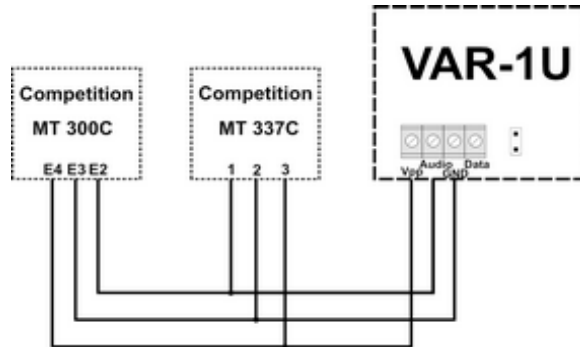 VAR-1U
Competition
MT 300C
E4 E3 E2
Competition
MT 337C
1 2 3
Audio Data
Vpp GND